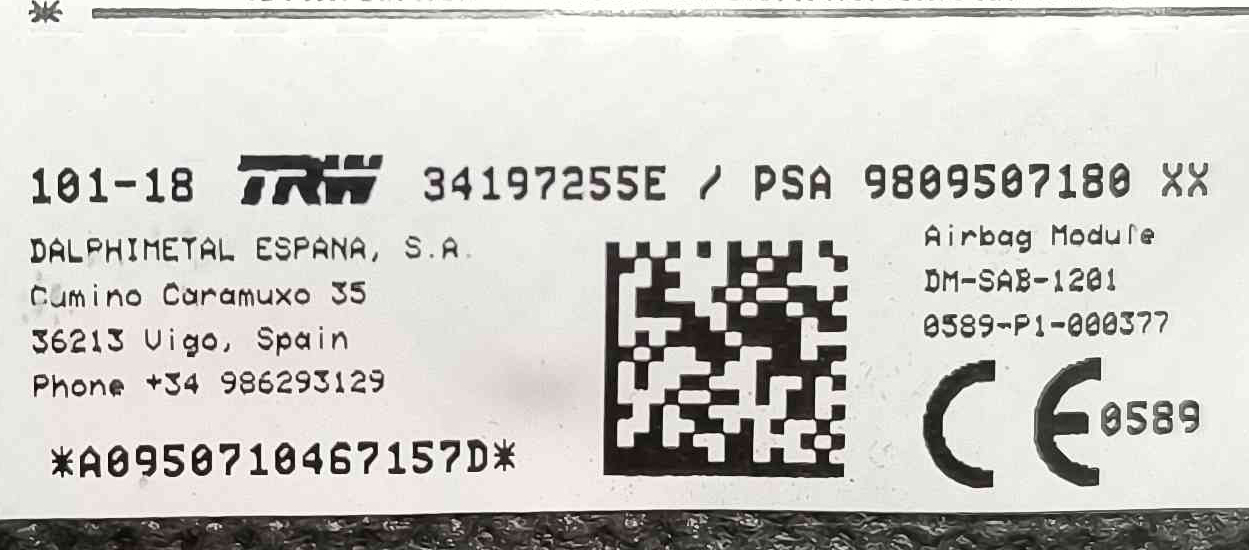 101-18 TRW 34197255E / PSA 9809507180 XX
DALPHIMETAL ESPANA, S.A.
Camino Caramuxo 35
36213 Vigo, Spain
Phone +34 986293129
*A0950710467157D*
Airbag Module
DM-SAB-1201
0589-P1-000377
CE 0589